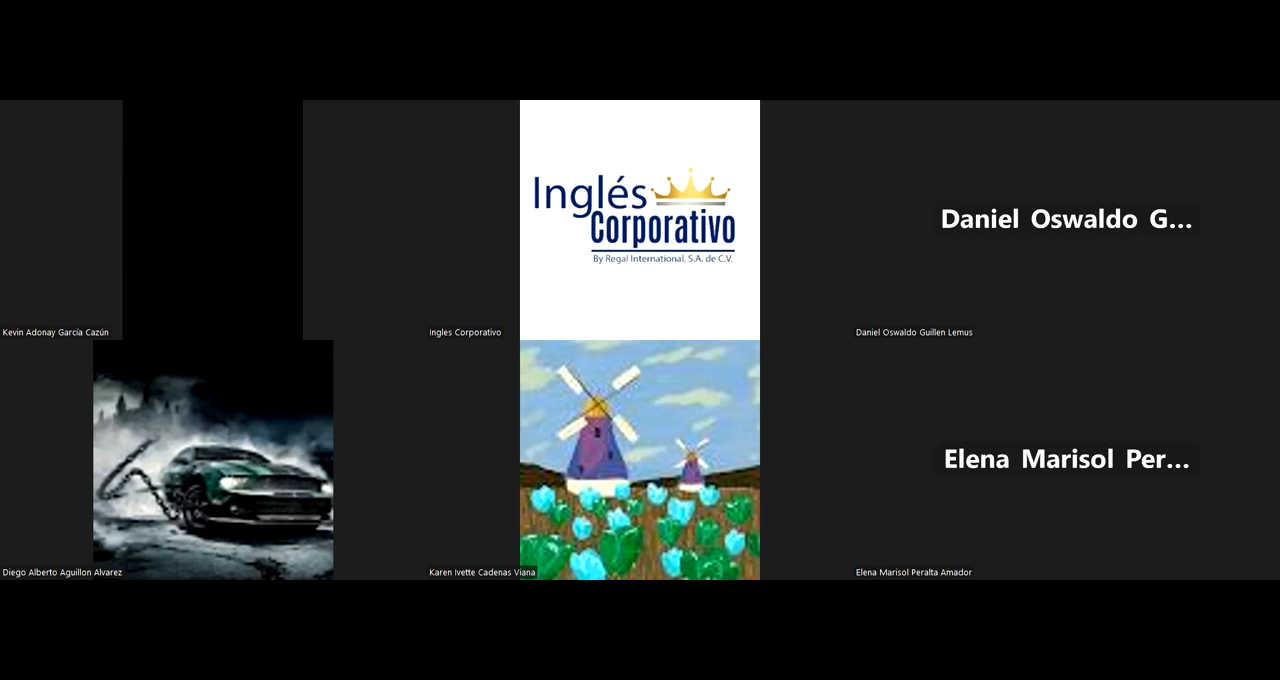 Inglés
Corporativo
By Regal International, S.A. de C.V.
Daniel Oswaldo G...
Kevin Adonay García Cazún
Ingles Corporativo
Daniel Oswaldo Guillen Lemus
Elena Marisol Per...
Diego Alberto Aguillon Alvarez
Karen Ivette Cadenas Viana
Elena Marisol Peralta Amador